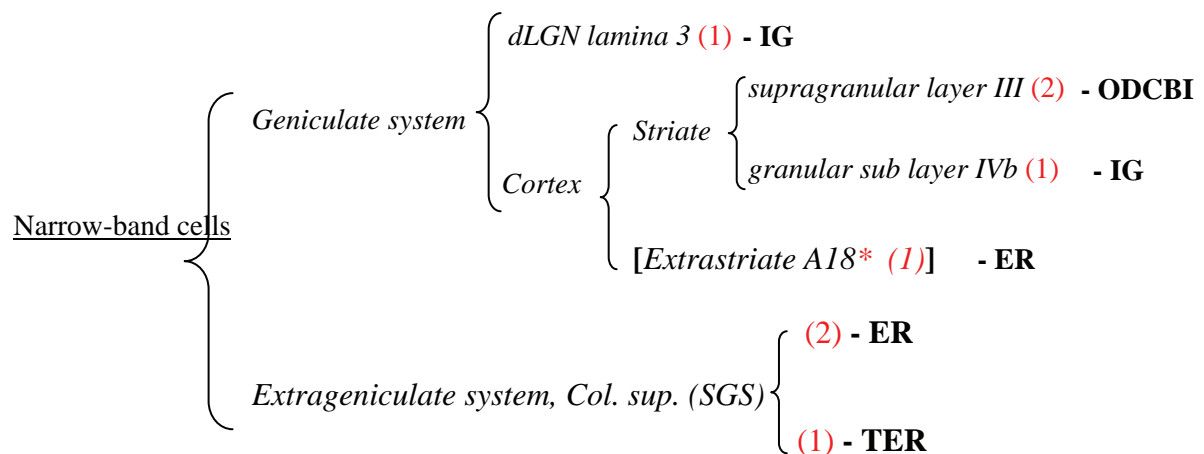 dLGN lamina 3 (1) - IG
supragranular layer III (2) - ODCBI
Geniculate system
Striate
granular sub layer IVb (1) - IG
Cortex
Narrow-band cells
[Extrastriate A18* (1)] - ER
(2) - ER
Extrageniculate system, Col. sup. (SGS)
(1) - TER